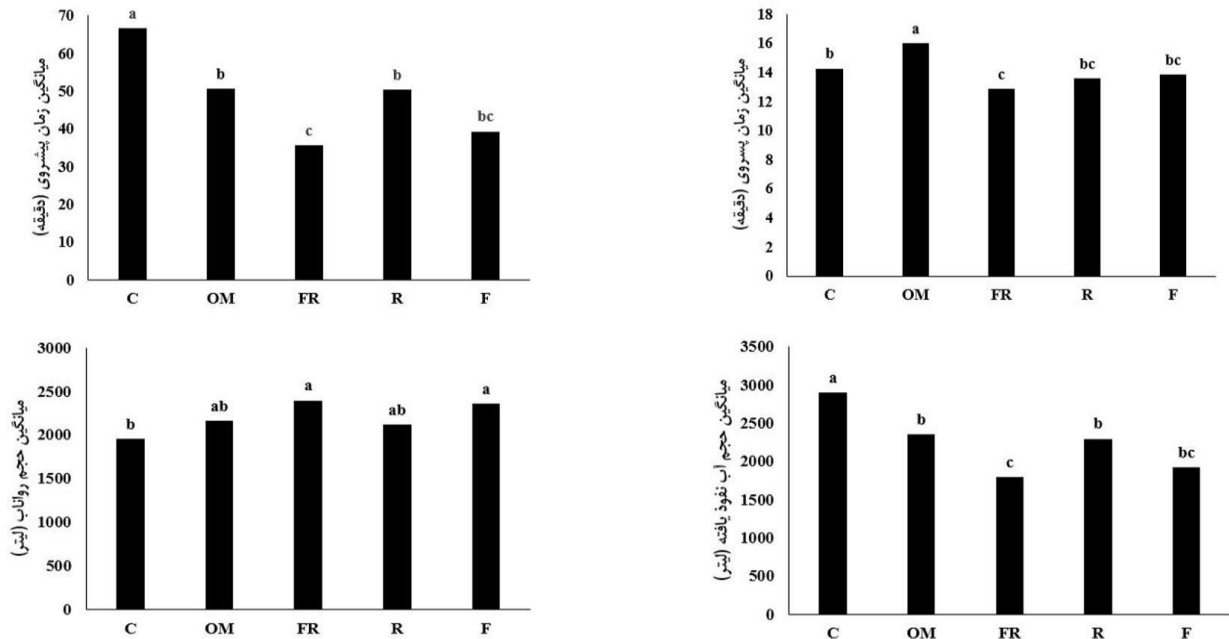 میانگین زمان پیشروی (دقیقه)
70
60
50
40
30
20
10
0
a
b
c
b
bc
C OM FR R F
میانگین زمان پسروی (دقیقه)
18
16
14
12
10
8
6
4
2
0
b
a
c
bc
bc
C OM FR R F
میانگین حجم رواناب (لیتر)
3000
2500
2000
1500
1000
500
0
b
ab
a
ab
a
C OM FR R F
میانگین حجم آب نفوذ یافته (لیتر)
3500
3000
2500
2000
1500
1000
500
0
a
b
c
b
bc
C OM FR R F